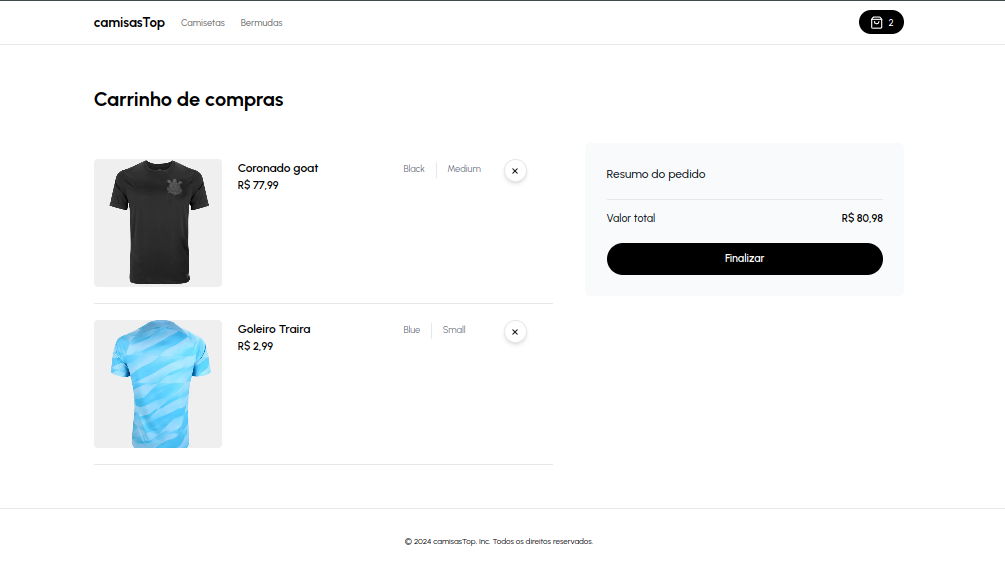 camisasTop Camisetas Bermudas 2
Carrinho de compras
Coronado goat Black Medium
R$ 77,99
Resumo do pedido
Valor total R$ 80,98
Finalizar
Goleiro Traira Blue Small
R$ 2,99
© 2024 camisasTop, Inc. Todos os direitos reservados.